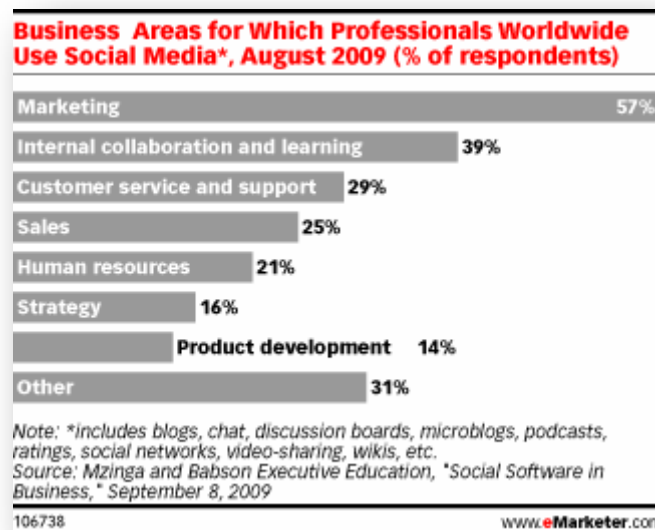 Business Areas for Which Professionals Worldwide
Use Social Media*, August 2009 (% of respondents)
Marketing 57%
Internal collaboration and learning 39%
Customer service and support 29%
Sales 25%
Human resources 21%
Strategy 16%
Product development 14%
Other 31%
Note: *includes blogs, chat, discussion boards, microblogs, podcasts,
ratings, social networks, video-sharing, wikis, etc.
Source: Mzinga and Babson Executive Education, "Social Software in
Business," September 8, 2009
106738 www.eMarketer.com